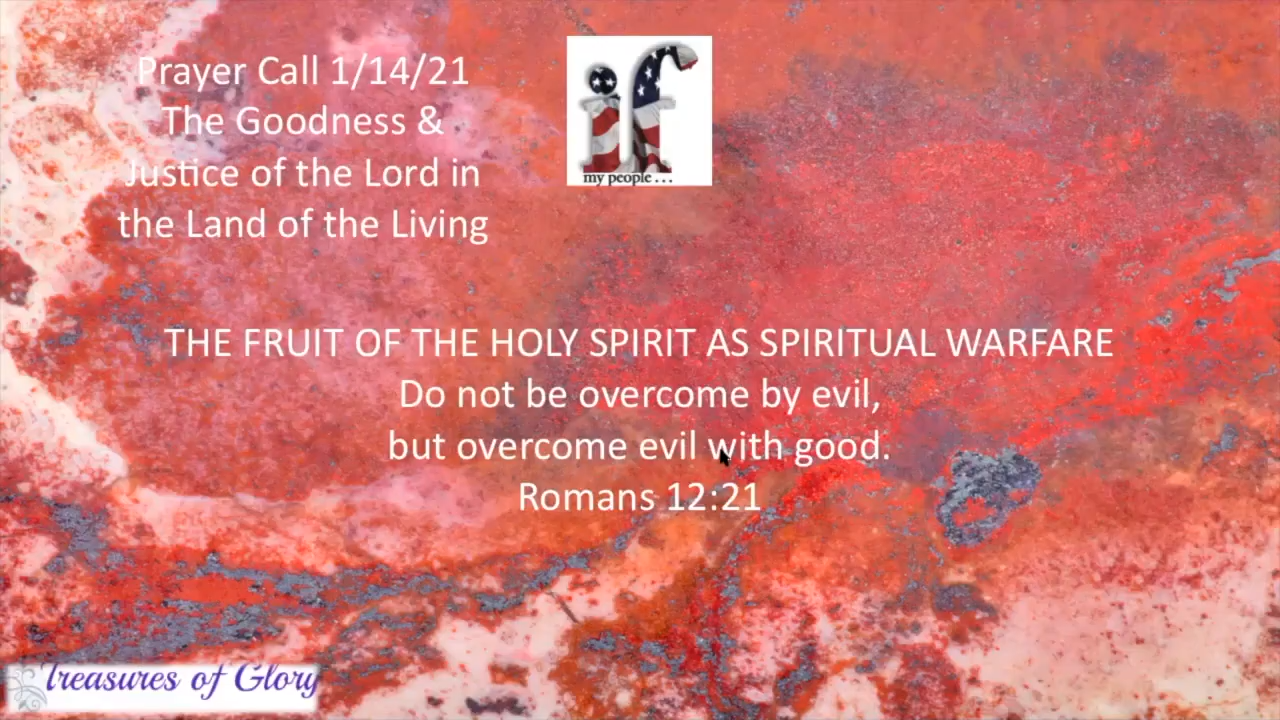 Prayer Call 1/14/21
The Goodness &
Justice of the Lord in
the Land of the Living
if
my people . . .
THE FRUIT OF THE HOLY SPIRIT AS SPIRITUAL WARFARE
Do not be overcome by evil,
but overcome evil with good.
Romans 12:21
Treasures of Glory